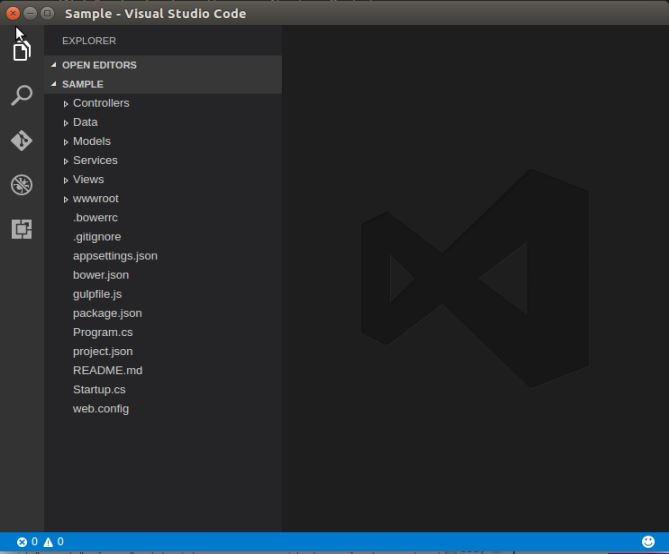 Sample - Visual Studio Code
EXPLORER
OPEN EDITORS
SAMPLE
Controllers
Data
Models
Services
Views
wwwroot
.bowerrc
.gitignore
appsettings.json
bower.json
gulpfile.js
package.json
Program.cs
project.json
README.md
Startup.cs
web.config
0 0